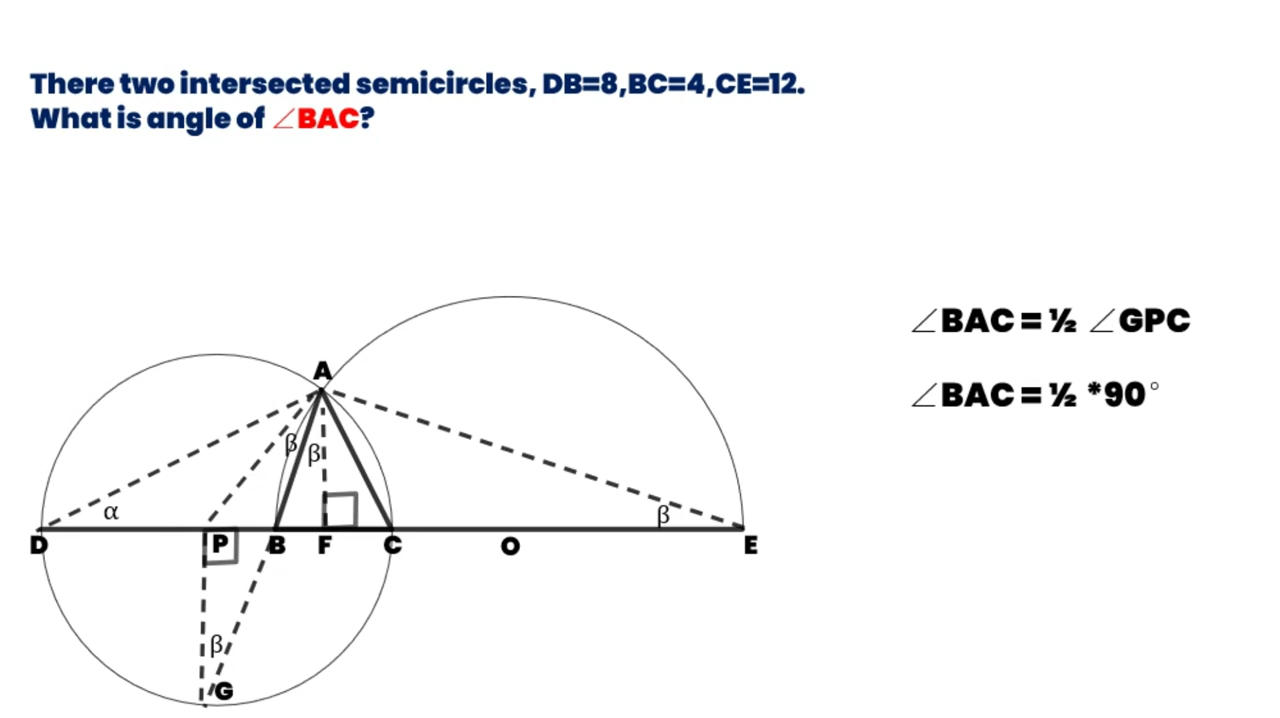 There two intersected semicircles, DB=8,BC=4,CE=12.
What is angle of ∠BAC?
∠BAC = ½ ∠GPC
∠BAC = ½ *90°
A
β
β
α
β
D
P
B
F
C
O
E
β
G